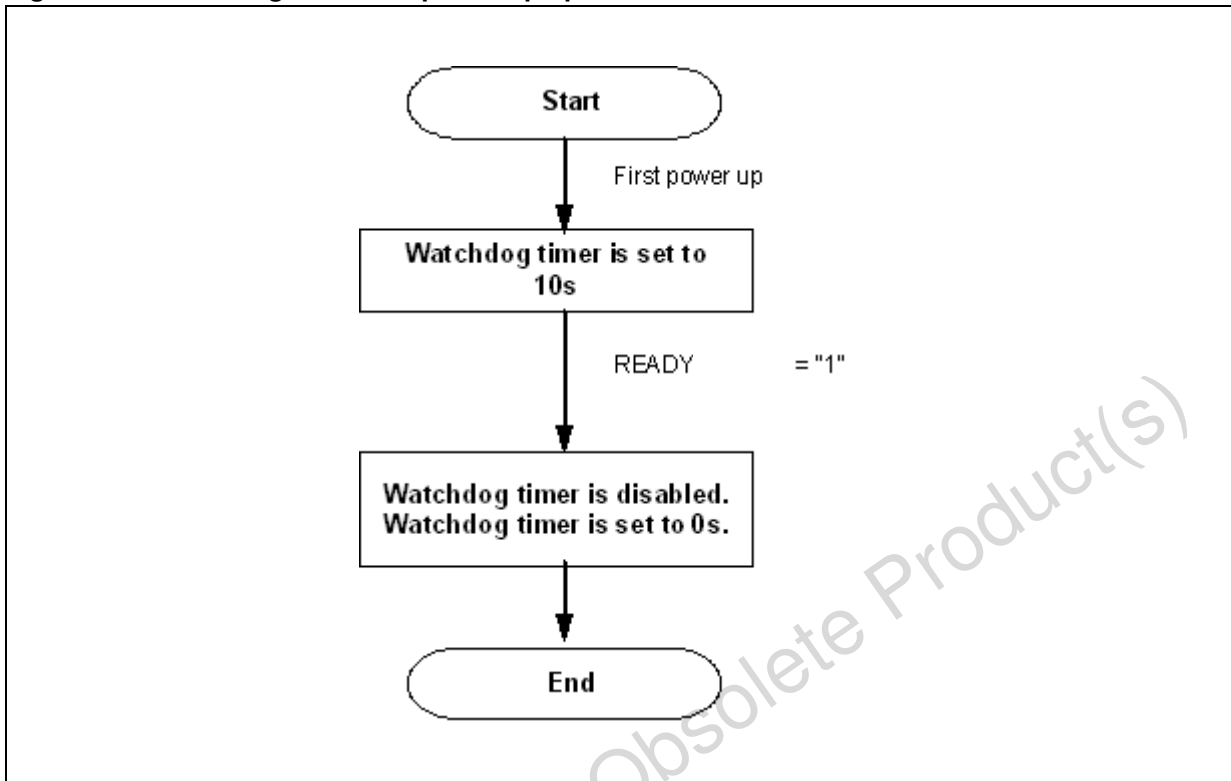 Start
First power up
Watchdog timer is set to
10s
READY = "1"
Watchdog timer is disabled.
Watchdog timer is set to 0s.
End
Obsolete Product(s)